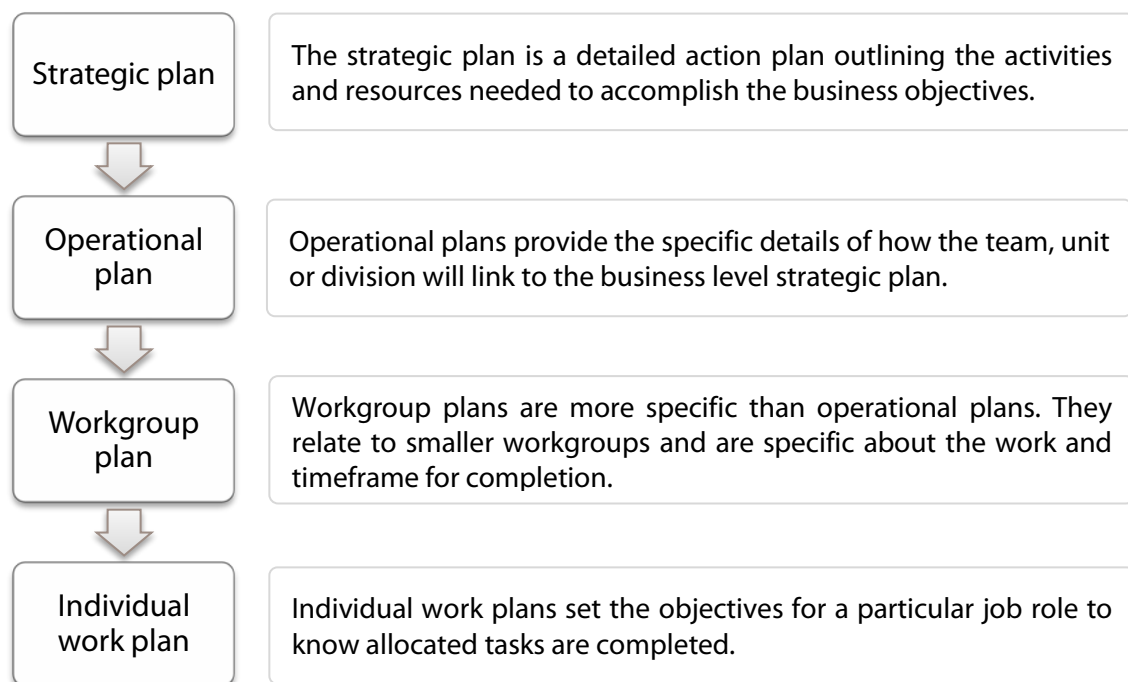 Strategic plan
The strategic plan is a detailed action plan outlining the activities
and resources needed to accomplish the business objectives.
Operational
plan
Operational plans provide the specific details of how the team, unit
or division will link to the business level strategic plan.
Workgroup
plan
Workgroup plans are more specific than operational plans. They
relate to smaller workgroups and are specific about the work and
timeframe for completion.
Individual
work plan
Individual work plans set the objectives for a particular job role to
know allocated tasks are completed.